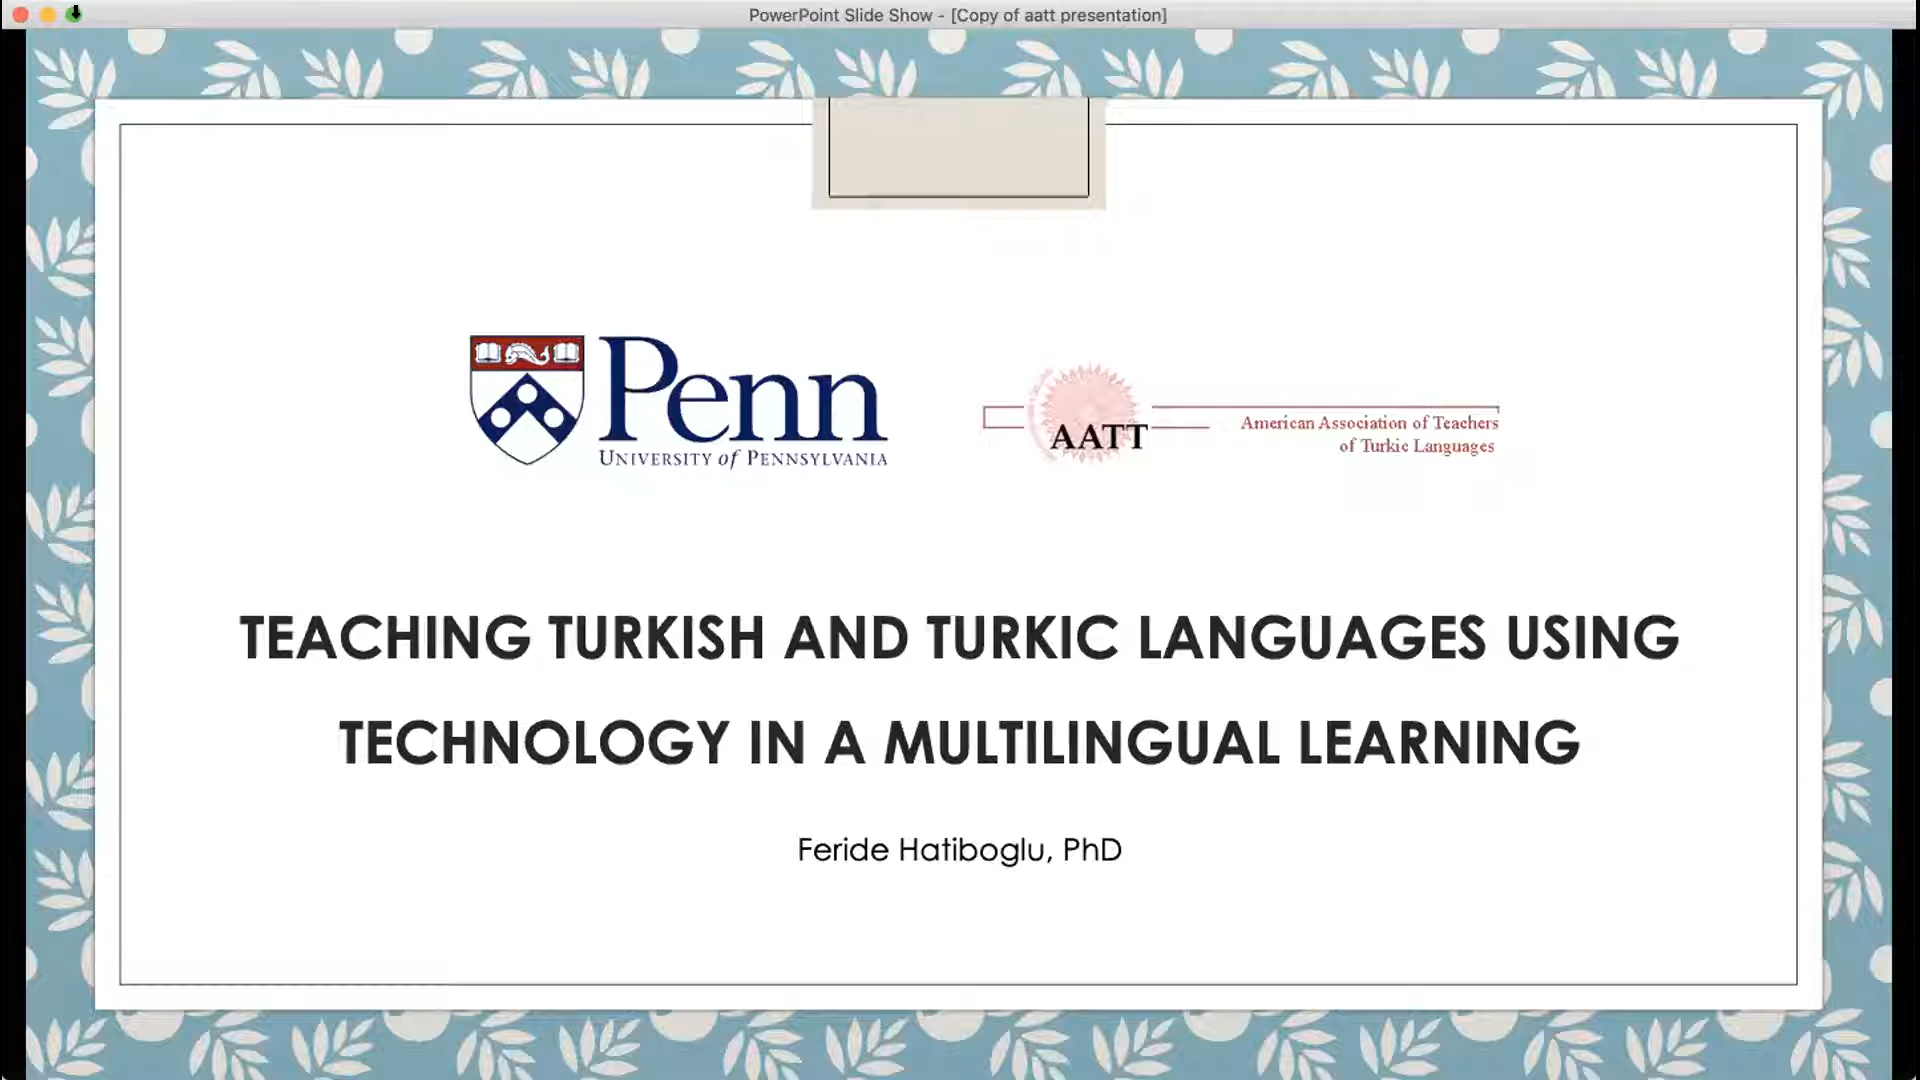 PowerPoint Slide Show - [Copy of aatt presentation]
Penn
UNIVERSITY of PENNSYLVANIA
AATT
American Association of Teachers
of Turkic Languages
TEACHING TURKISH AND TURKIC LANGUAGES USING
TECHNOLOGY IN A MULTILINGUAL LEARNING
Feride Hatiboglu, PhD